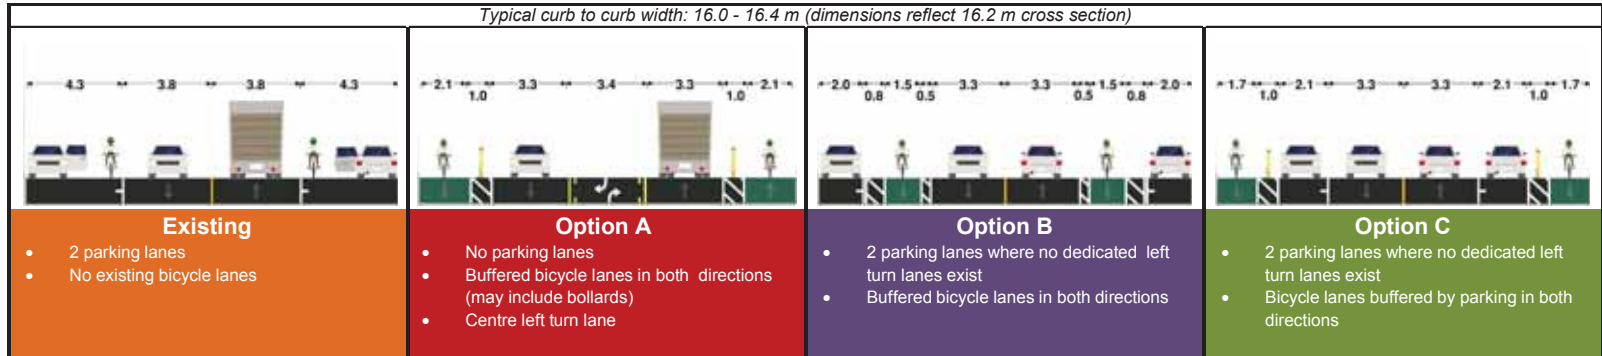 Typical curb to curb width: 16.0 - 16.4 m (dimensions reflect 16.2 m cross section)
4.3 3.8 3.8 4.3
2.1 1.0 3.3 3.4 3.3 1.0 2.1
2.0 0.8 1.5 0.5 3.3 3.3 0.5 1.5 0.8 2.0
1.7 1.0 2.1 3.3 3.3 2.1 1.0 1.7
Existing
• 2 parking lanes
• No existing bicycle lanes
Option A
• No parking lanes
• Buffered bicycle lanes in both directions
(may include bollards)
• Centre left turn lane
Option B
• 2 parking lanes where no dedicated left
turn lanes exist
• Buffered bicycle lanes in both directions
Option C
• 2 parking lanes where no dedicated left
turn lanes exist
• Bicycle lanes buffered by parking in both
directions